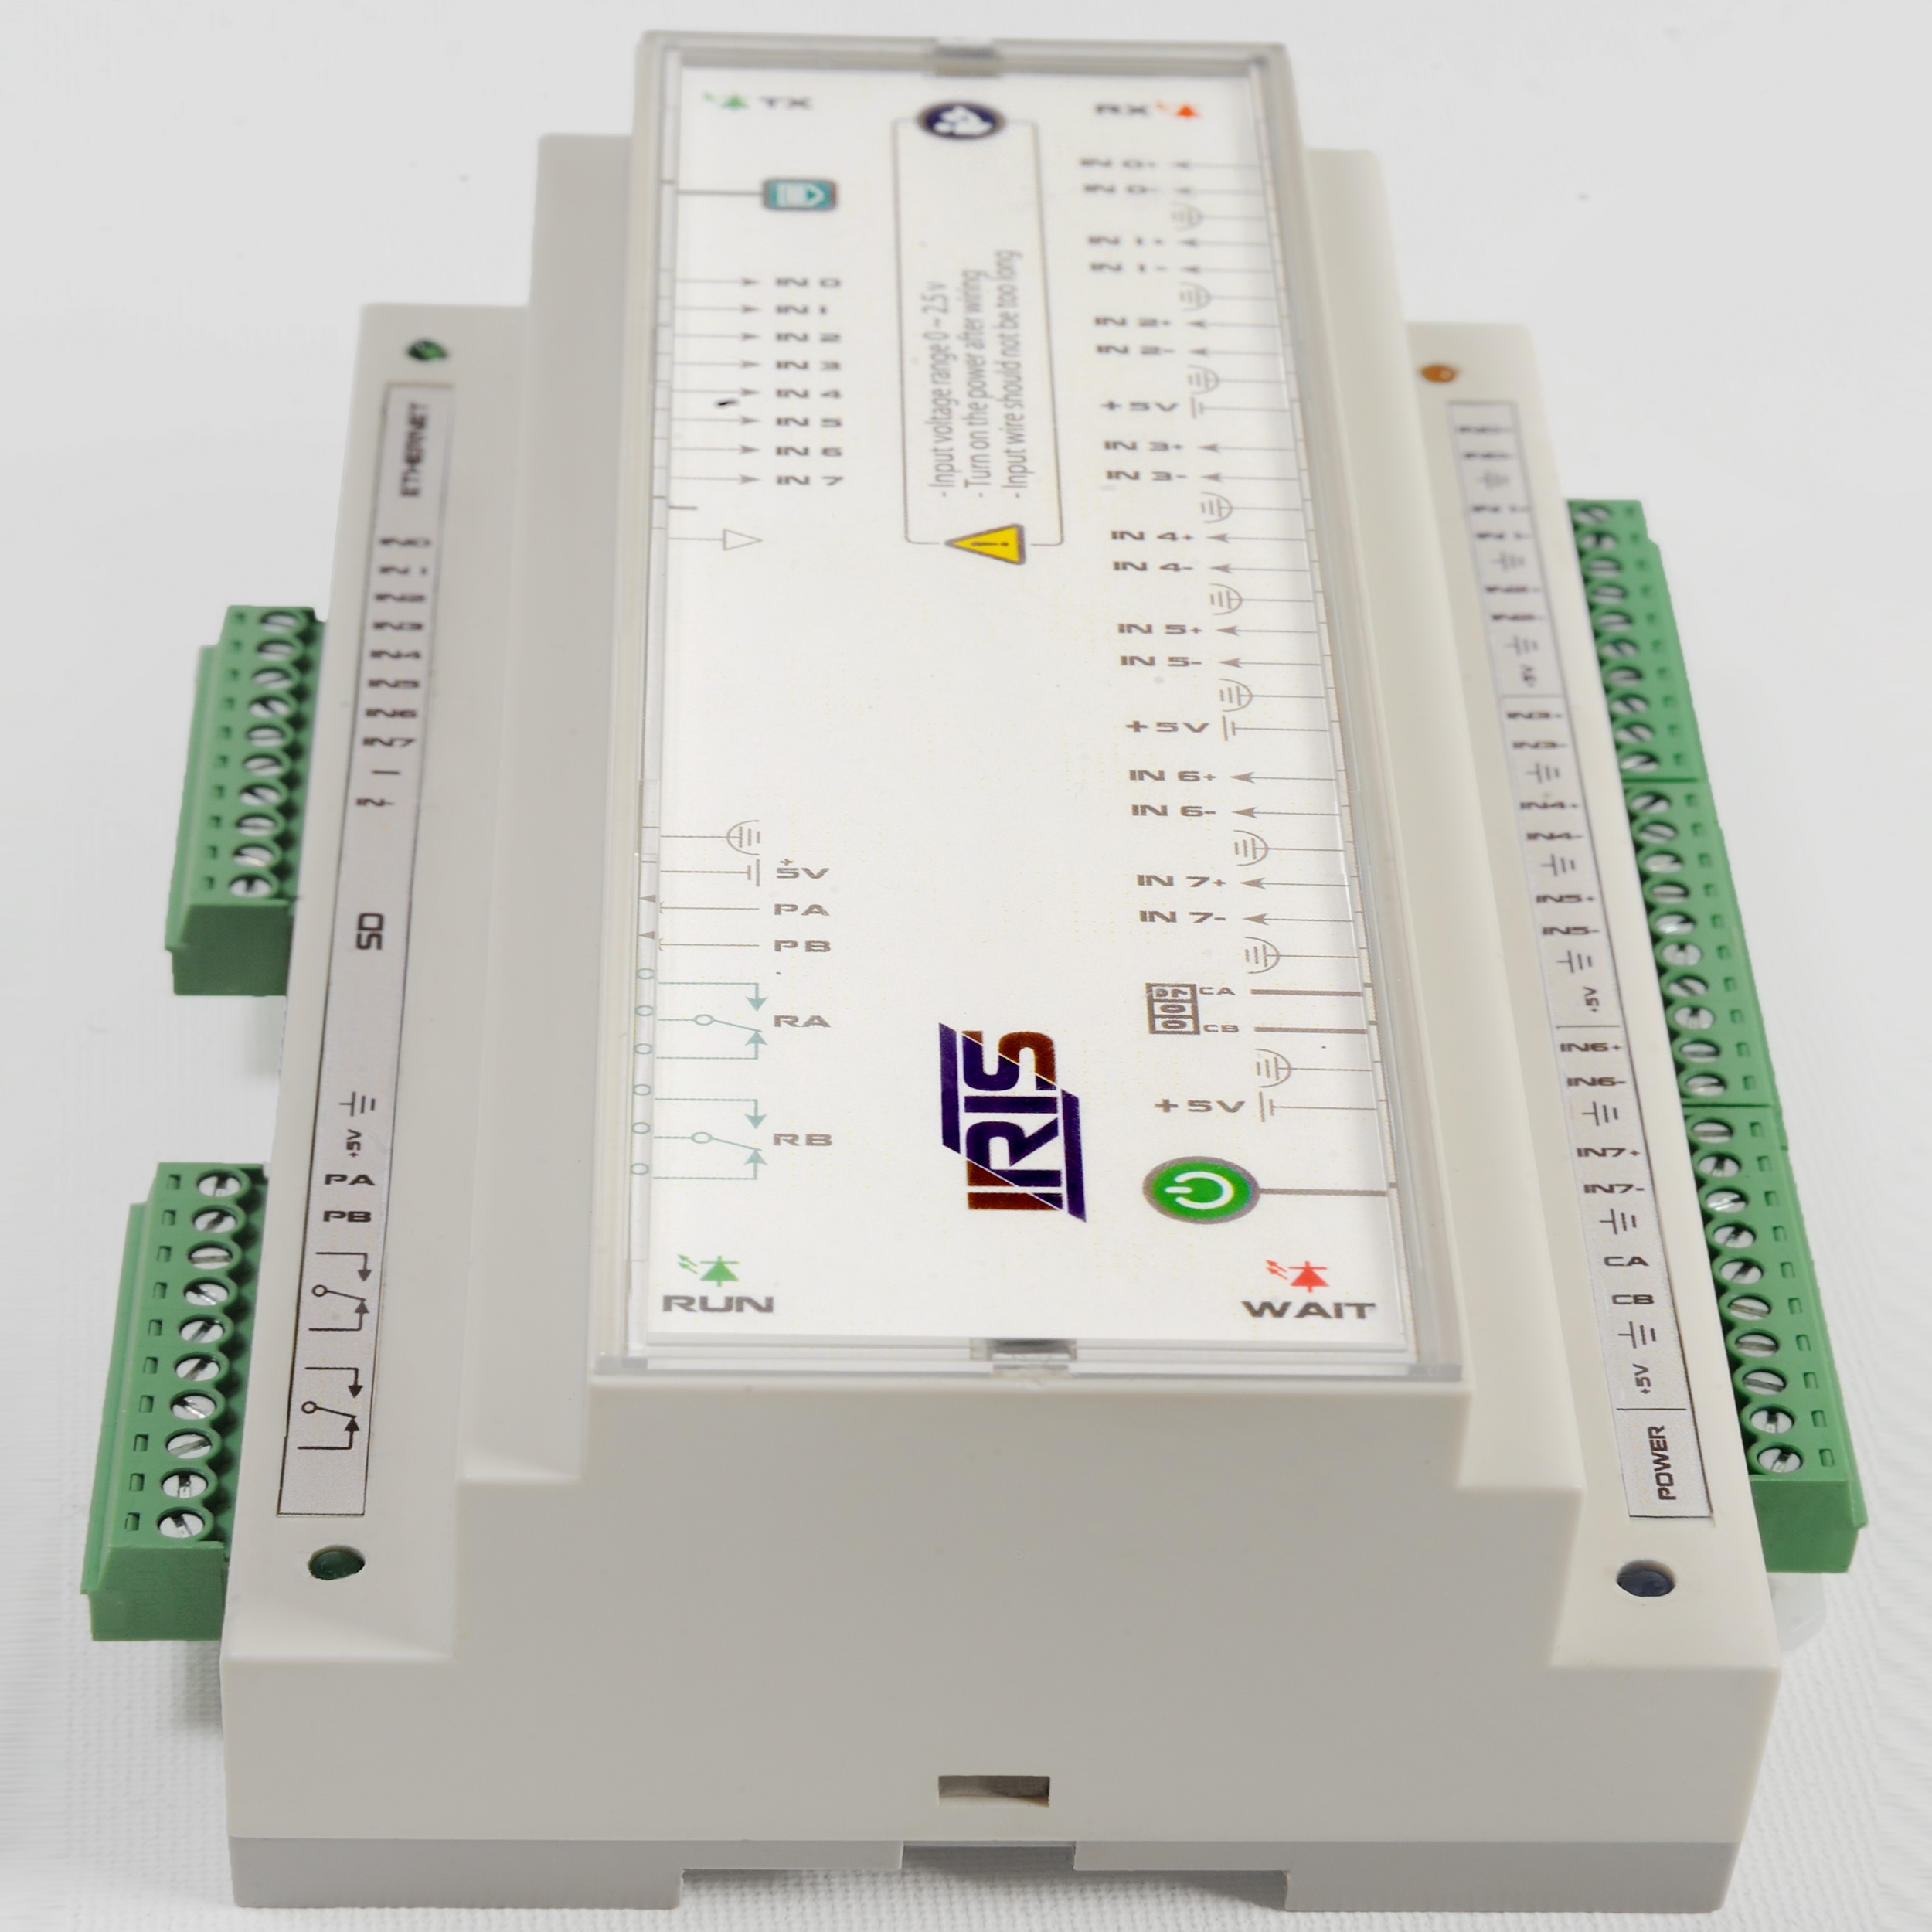 TX
RX
IN 0+
IN 0-
IN 1+
IN 1-
IN 2+
IN 2-
+5V
IN 3+
IN 3-
IN 4+
IN 4-
IN 5+
IN 5-
+5V
IN 6+
IN 6-
IN 7+
IN 7-
CA
CB
+5V
IN 0
IN 1
IN 2
IN 3
IN 4
IN 5
IN 6
IN 7
- Input voltage range 0 ~ 2.5 v
- Turn on the power after wiring
- Input wire should not be too long
+5V
PA
PB
RA
RB
IRIS
RUN
WAIT
ETHERNET
SD
+5V
PA
PB
+5V
IN3-
IN4+
IN4-
IN5+
IN5-
+5V
IN6+
IN6-
IN7+
IN7-
CA
CB
+5V
POWER